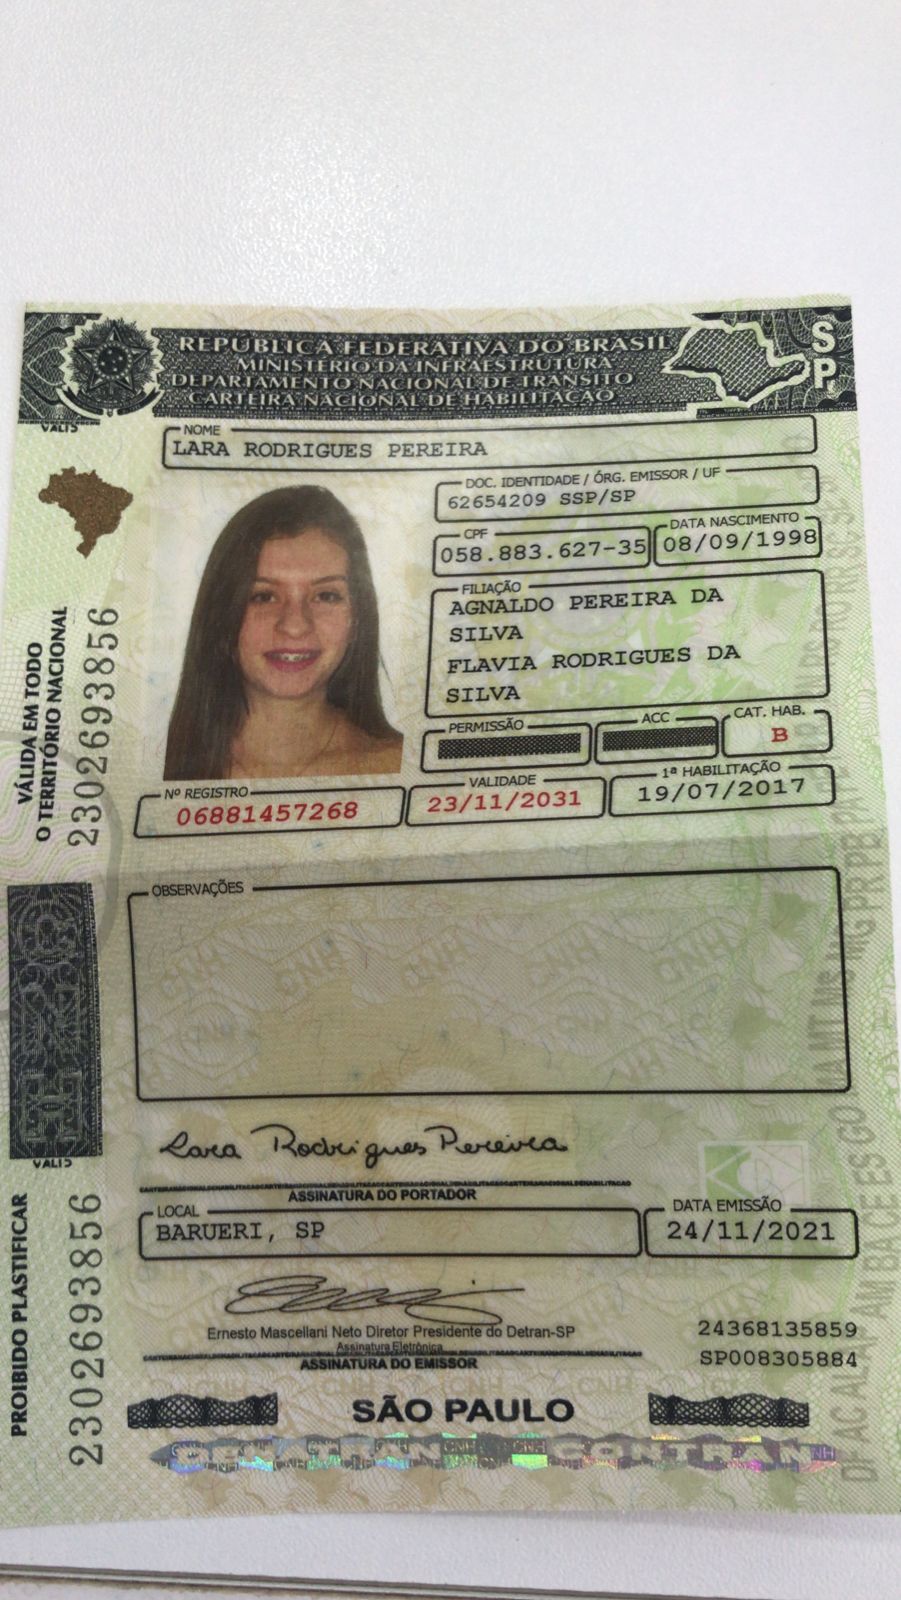 REPÚBLICA FEDERATIVA DO BRASIL
MINISTÉRIO DA INFRAESTRUTURA
DEPARTAMENTO NACIONAL DE TRÂNSITO
CARTEIRA NACIONAL DE HABILITAÇÃO
SP
NOME
LARA RODRIGUES PEREIRA
DOC. IDENTIDADE / ÓRG. EMISSOR / UF
62654209 SSP/SP
CPF
058.883.627-35
DATA NASCIMENTO
08/09/1998
FILIAÇÃO
AGNALDO PEREIRA DA
SILVA
FLAVIA RODRIGUES DA
SILVA
PERMISSÃO
ACC
CAT. HAB.
B
Nº REGISTRO
06881457268
VALIDADE
23/11/2031
1ª HABILITAÇÃO
19/07/2017
VÁLIDA EM TODO
O TERRITÓRIO NACIONAL
2302693856
OBSERVAÇÕES
Lara Rodrigues Pereira
ASSINATURA DO PORTADOR
LOCAL
BARUERI, SP
DATA EMISSÃO
24/11/2021
PROIBIDO PLASTIFICAR
2302693856
Ernesto Mascellani Neto Diretor Presidente do Detran-SP
Assinatura Eletrônica
ASSINATURA DO EMISSOR
24368135859
SP008305884
SÃO PAULO
CONTRAN